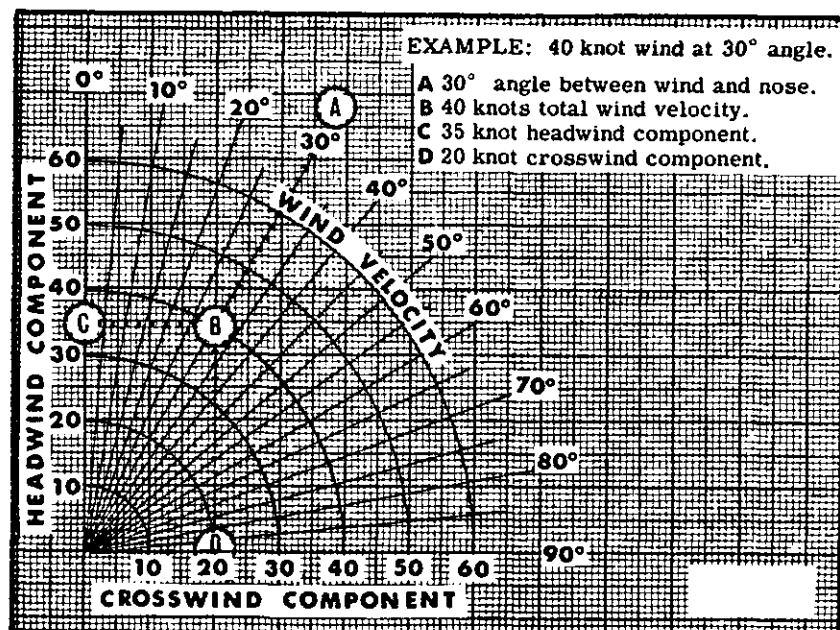 EXAMPLE: 40 knot wind at 30° angle.
A 30° angle between wind and nose.
B 40 knots total wind velocity.
C 35 knot headwind component.
D 20 knot crosswind component.
0°
10°
20°
A
30°
40°
50°
60°
70°
80°
90°
WIND VELOCITY
HEADWIND COMPONENT
60
50
40
C
B
30
20
10
D
10 20 30 40 50 60
CROSSWIND COMPONENT